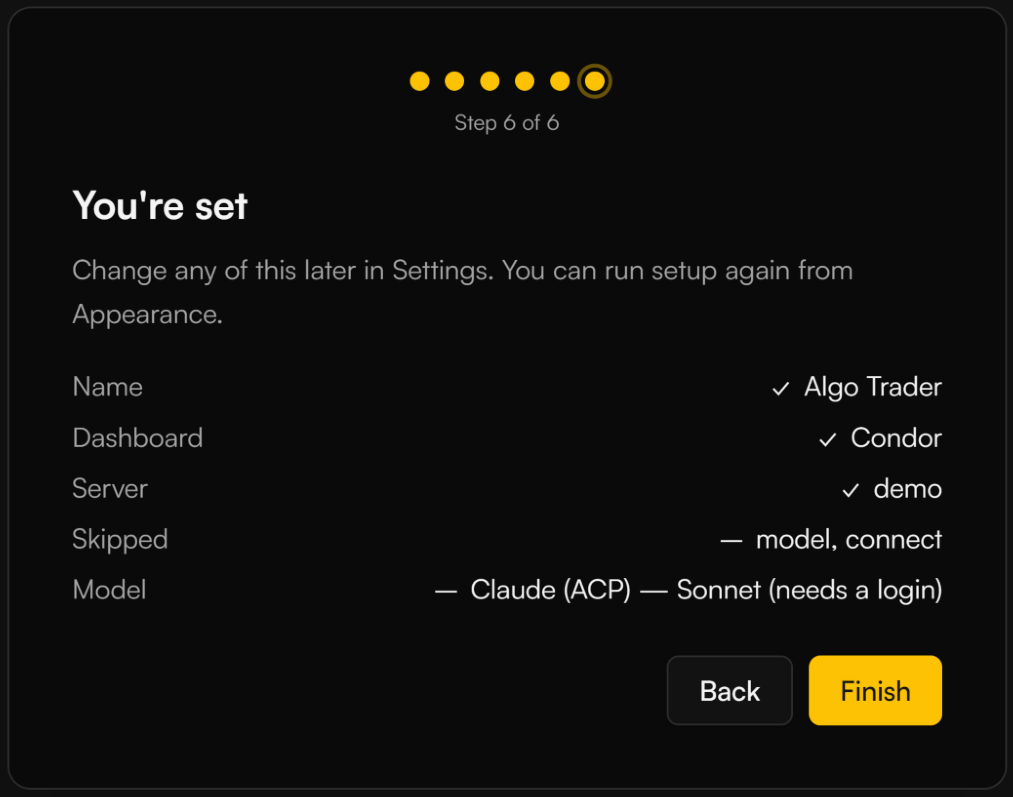 Step 6 of 6
You're set
Change any of this later in Settings. You can run setup again from
Appearance.
Name ✓ Algo Trader
Dashboard ✓ Condor
Server ✓ demo
Skipped — model, connect
Model — Claude (ACP) — Sonnet (needs a login)
Back Finish